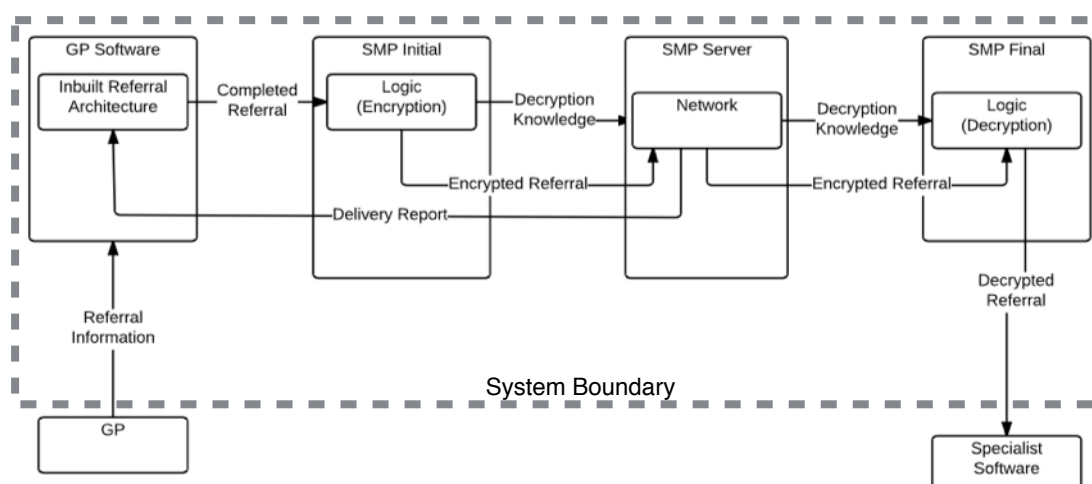 GP Software
SMP Initial
SMP Server
SMP Final
Inbuilt Referral
Architecture
Completed
Referral
Logic
(Encryption)
Decryption
Knowledge
Network
Decryption
Knowledge
Logic
(Decryption)
Encrypted Referral
Encrypted Referral
Delivery Report
Referral
Information
Decrypted
Referral
System Boundary
GP
Specialist
Software